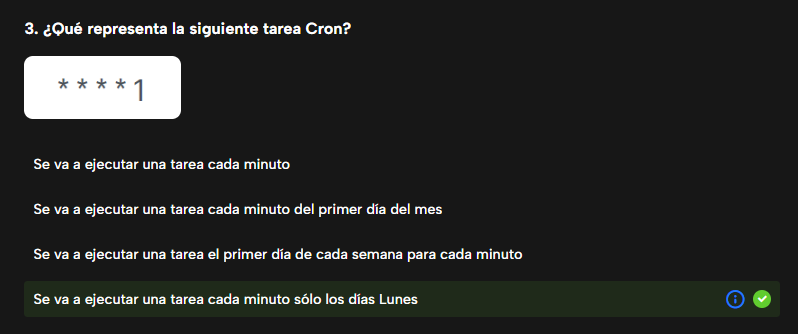 3. ¿Qué representa la siguiente tarea Cron?
* * * * 1
Se va a ejecutar una tarea cada minuto
Se va a ejecutar una tarea cada minuto del primer día del mes
Se va a ejecutar una tarea el primer día de cada semana para cada minuto
Se va a ejecutar una tarea cada minuto sólo los días Lunes